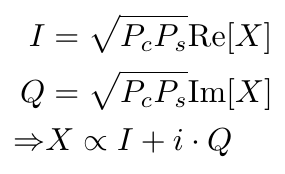 I = √(P_c P_s) Re[X]
Q = √(P_c P_s) Im[X]
⇒X ∝ I + i · Q